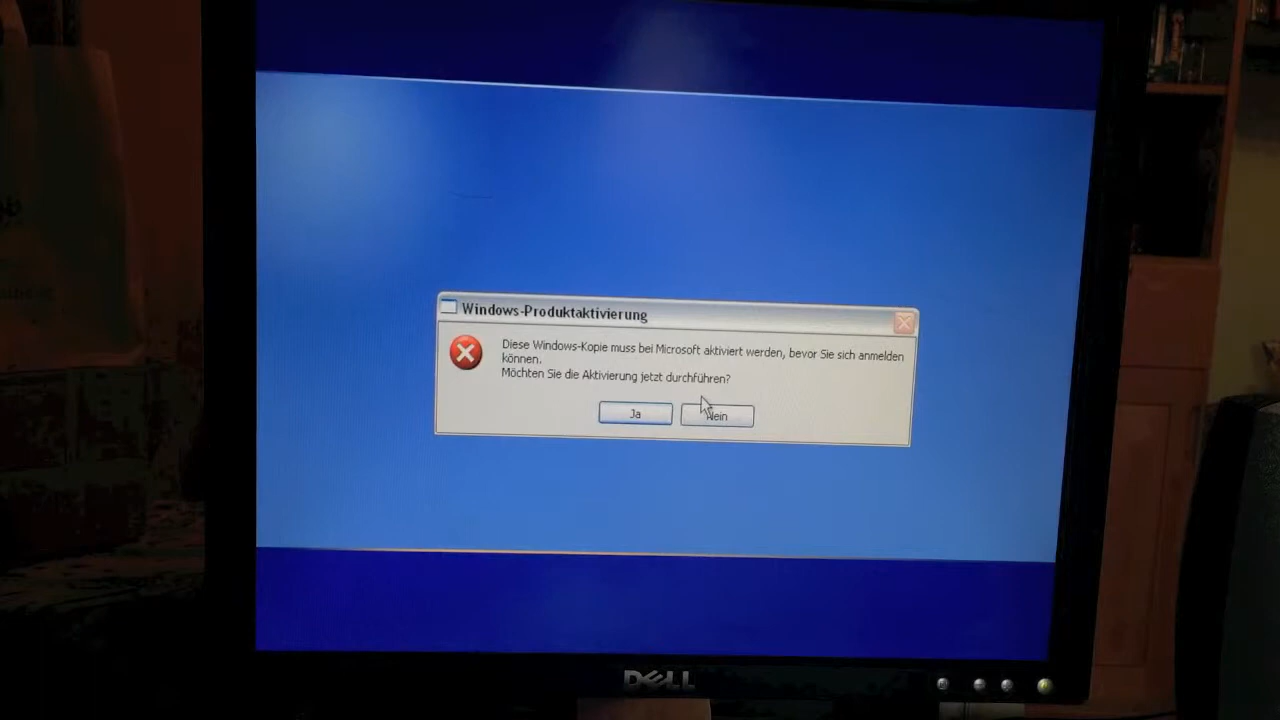 Windows-Produktaktivierung
Diese Windows-Kopie muss bei Microsoft aktiviert werden, bevor Sie sich anmelden
können.
Möchten Sie die Aktivierung jetzt durchführen?
Ja
Nein
DELL